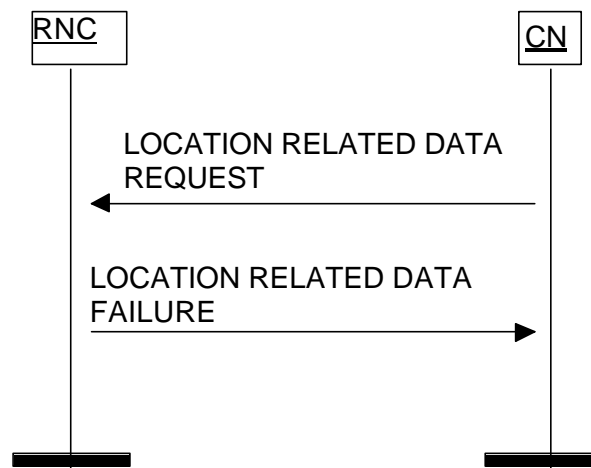 RNC
CN
LOCATION RELATED DATA
REQUEST
LOCATION RELATED DATA
FAILURE